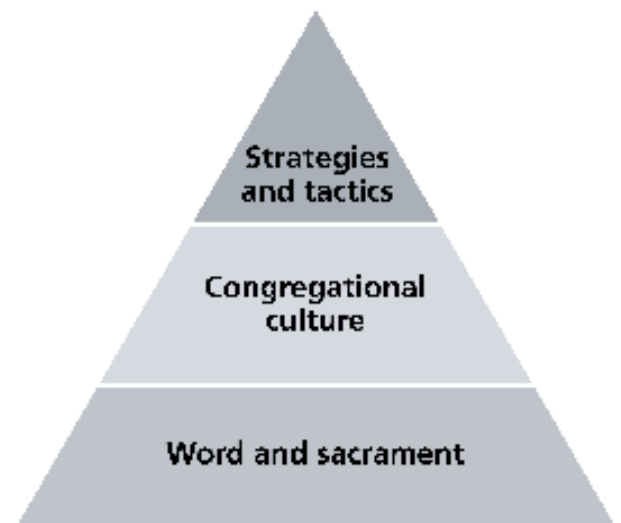 Strategies
and tactics
Congregational
culture
Word and sacrament